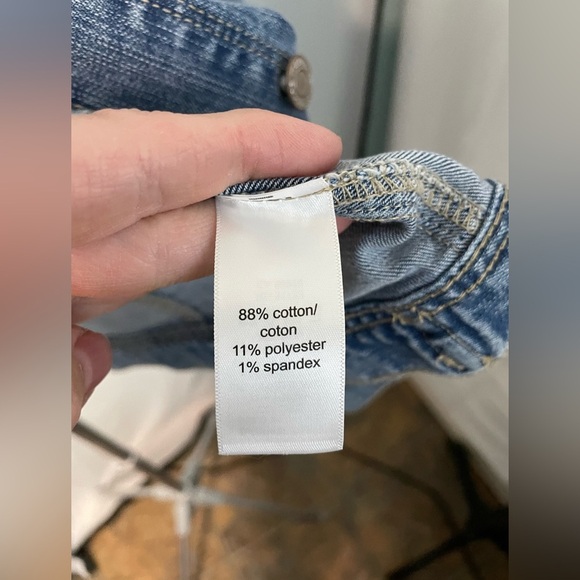 88% cotton/
coton
11% polyester
1% spandex